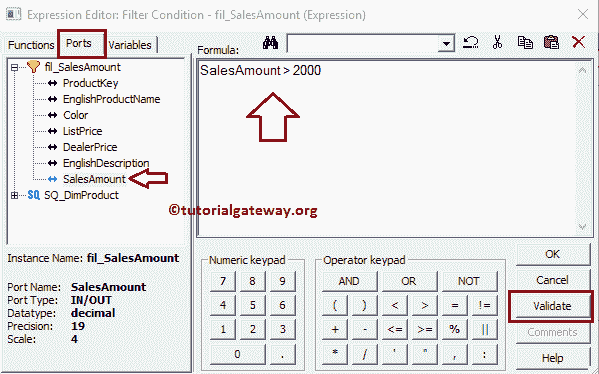 Expression Editor: Filter Condition - fil_SalesAmount (Expression)
Functions Ports Variables
Formula:
fil_SalesAmount
ProductKey
EnglishProductName
Color
ListPrice
DealerPrice
EnglishDescription
SalesAmount
SQ SQ_DimProduct
SalesAmount > 2000
©tutorialgateway.org
Instance Name: fil_SalesAmount
Port Name: SalesAmount
Port Type: IN/OUT
Datatype: decimal
Precision: 19
Scale: 4
Numeric keypad
7 8 9
4 5 6
1 2 3
0 .
Operator keypad
AND OR NOT
( ) < > = !=
+ - <= >= % ||
* / ' " , :
OK
Cancel
Validate
Comments
Help